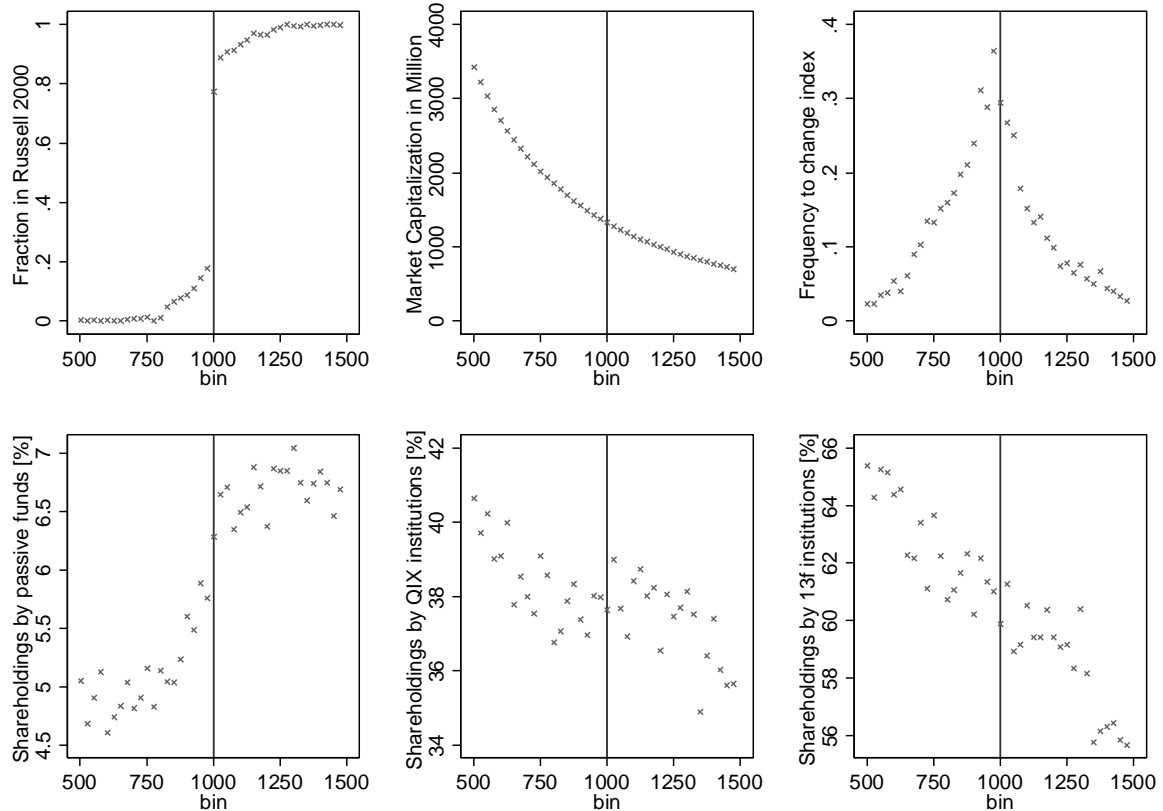 Fraction in Russell 2000
0 .2 .4 .6 .8 1
500 750 1000 1250 1500
bin
Market Capitalization in Million
0 1000 2000 3000 4000
500 750 1000 1250 1500
bin
Frequency to change index
0 .1 .2 .3 .4
500 750 1000 1250 1500
bin
Shareholdings by passive funds [%]
4.5 5 5.5 6 6.5 7
500 750 1000 1250 1500
bin
Shareholdings by QIX institutions [%]
34 36 38 40 42
500 750 1000 1250 1500
bin
Shareholdings by 13f institutions [%]
56 58 60 62 64 66
500 750 1000 1250 1500
bin